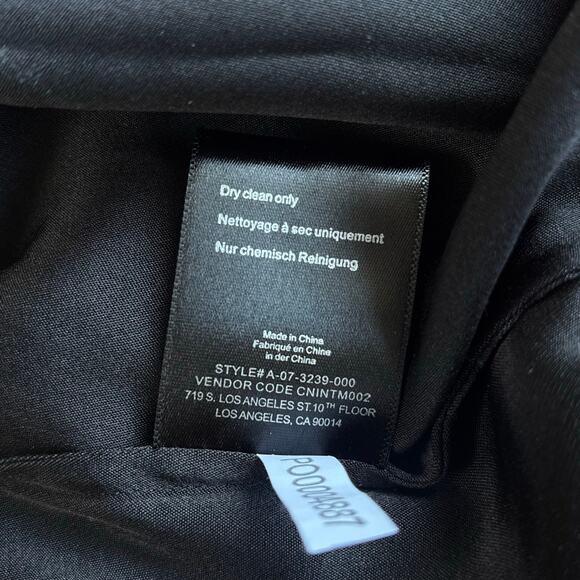 Dry clean only
Nettoyage à sec uniquement
Nur chemisch Reinigung
Made in China
Fabriqué en Chine
in der China
STYLE# A-07-3239-000
VENDOR CODE CNINTM002
719 S. LOS ANGELES ST.10TH FLOOR
LOS ANGELES, CA 90014
PO0004887